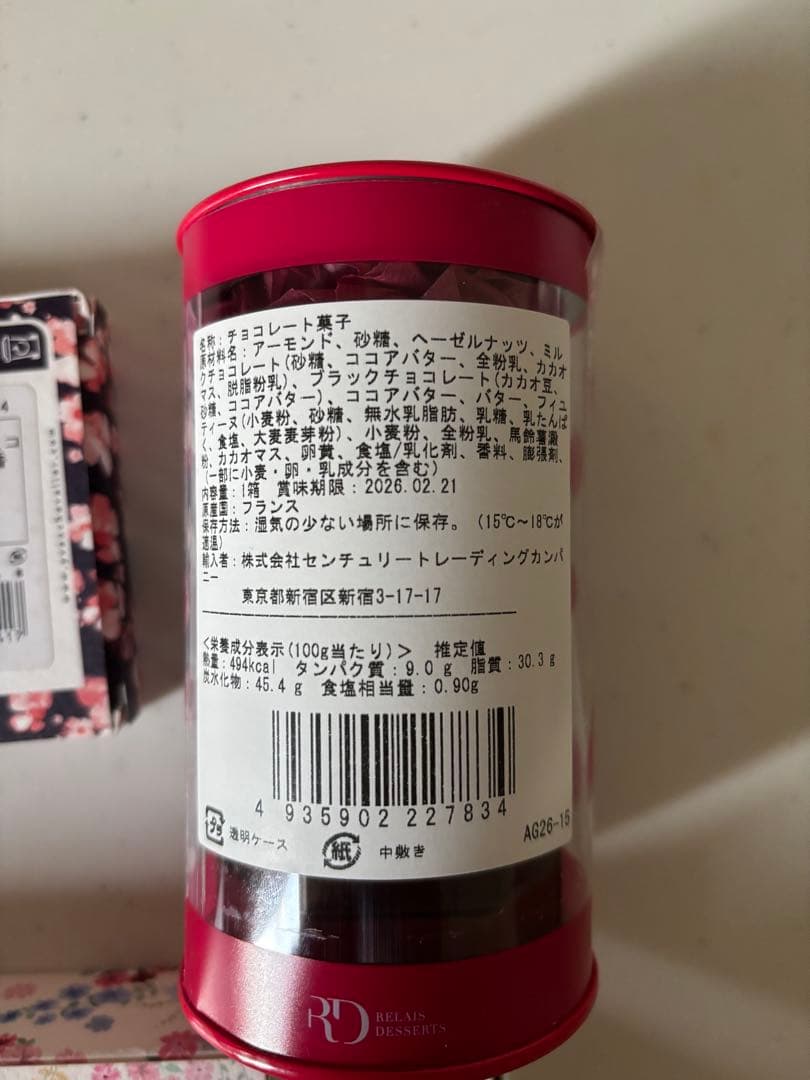 名称：チョコレート菓子
原材料名：アーモンド、砂糖、ヘーゼルナッツ、ミル
クチョコレート(砂糖、ココアバター、全粉乳、カカオ
マス、脱脂粉乳)、ブラックチョコレート(カカオ豆、
砂糖、ココアバター)、ココアバター、バター、フィユ
ティーヌ(小麦粉、砂糖、無水乳脂肪、乳糖、乳たんぱ
く、食塩、大麦麦芽粉)、小麦粉、全粉乳、馬鈴薯澱
粉、カカオマス、卵黄、食塩/乳化剤、香料、膨張剤、
(一部に小麦・卵・乳成分を含む)
内容量：1箱 賞味期限：2026.02.21
原産国：フランス
保存方法：湿気の少ない場所に保存。(15℃～18℃が
適温)
輸入者：株式会社センチュリートレーディングカンパ
ニー
東京都新宿区新宿3-17-17
<栄養成分表示(100g当たり)> 推定値
熱量：494kcal タンパク質：9.0g 脂質：30.3g
炭水化物：45.4g 食塩相当量：0.90g
4 935902 227834
プラ 透明ケース 紙 中敷き AG26-15
RD RELAIS
DESSERTS